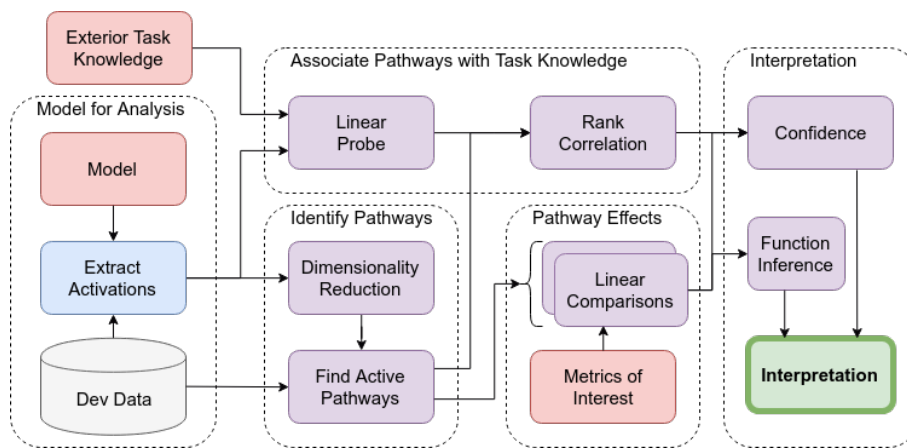 Exterior Task
Knowledge
Associate Pathways with Task Knowledge
Interpretation
Model for Analysis
Linear
Probe
Rank
Correlation
Confidence
Model
Identify Pathways
Pathway Effects
Extract
Activations
Dimensionality
Reduction
Linear
Comparisons
Function
Inference
Dev Data
Find Active
Pathways
Metrics of
Interest
Interpretation